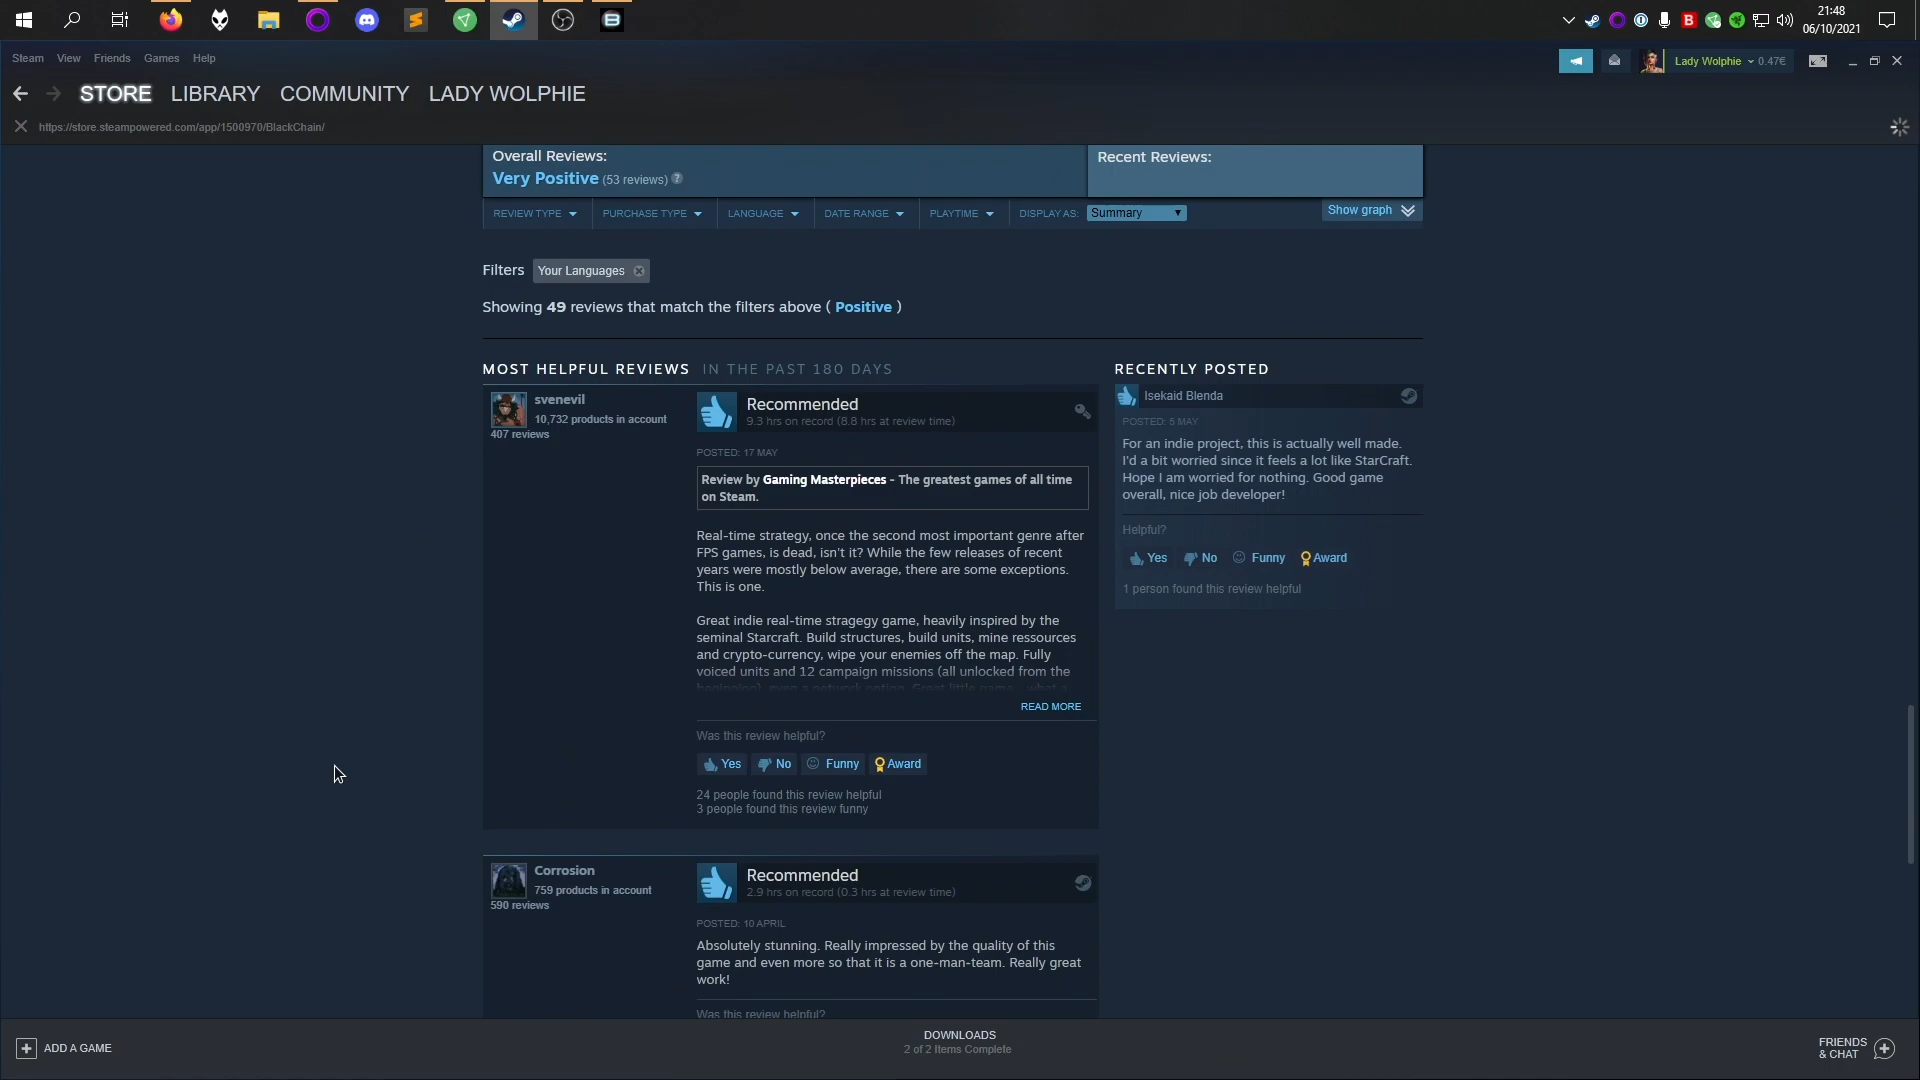 21:48
06/10/2021
Steam View Friends Games Help
Lady Wolphie 0.47€
STORE LIBRARY COMMUNITY LADY WOLPHIE
https://store.steampowered.com/app/1500970/BlackChain/
Overall Reviews:
Very Positive (53 reviews) ?
Recent Reviews:
REVIEW TYPE PURCHASE TYPE LANGUAGE DATE RANGE PLAYTIME DISPLAY AS: Summary Show graph
Filters Your Languages
Showing 49 reviews that match the filters above ( Positive )
MOST HELPFUL REVIEWS IN THE PAST 180 DAYS
svenevil
10,732 products in account
407 reviews
Recommended
9.3 hrs on record (8.8 hrs at review time)
POSTED: 17 MAY
Review by Gaming Masterpieces - The greatest games of all time
on Steam.
Real-time strategy, once the second most important genre after
FPS games, is dead, isn't it? While the few releases of recent
years were mostly below average, there are some exceptions.
This is one.
Great indie real-time stragegy game, heavily inspired by the
seminal Starcraft. Build structures, build units, mine ressources
and crypto-currency, wipe your enemies off the map. Fully
voiced units and 12 campaign missions (all unlocked from the
beginning), even a network option. Great little game - what a
READ MORE
Was this review helpful?
Yes No Funny Award
24 people found this review helpful
3 people found this review funny
Corrosion
759 products in account
590 reviews
Recommended
2.9 hrs on record (0.3 hrs at review time)
POSTED: 10 APRIL
Absolutely stunning. Really impressed by the quality of this
game and even more so that it is a one-man-team. Really great
work!
Was this review helpful?
RECENTLY POSTED
Isekaid Blenda
POSTED: 5 MAY
For an indie project, this is actually well made.
I'd a bit worried since it feels a lot like StarCraft.
Hope I am worried for nothing. Good game
overall, nice job developer!
Helpful?
Yes No Funny Award
1 person found this review helpful
ADD A GAME
DOWNLOADS
2 of 2 Items Complete
FRIENDS
& CHAT